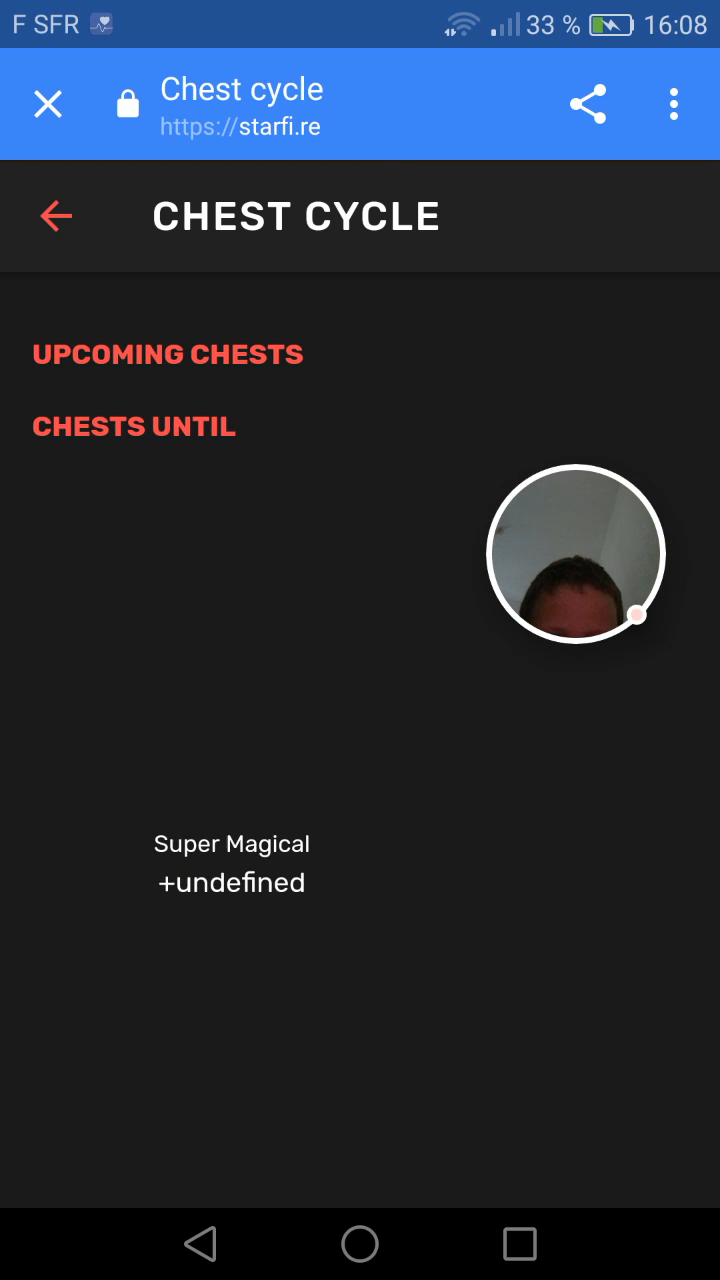 F SFR 33 % 16:08
Chest cycle
https://starfi.re
CHEST CYCLE
UPCOMING CHESTS
CHESTS UNTIL
Super Magical
+undefined